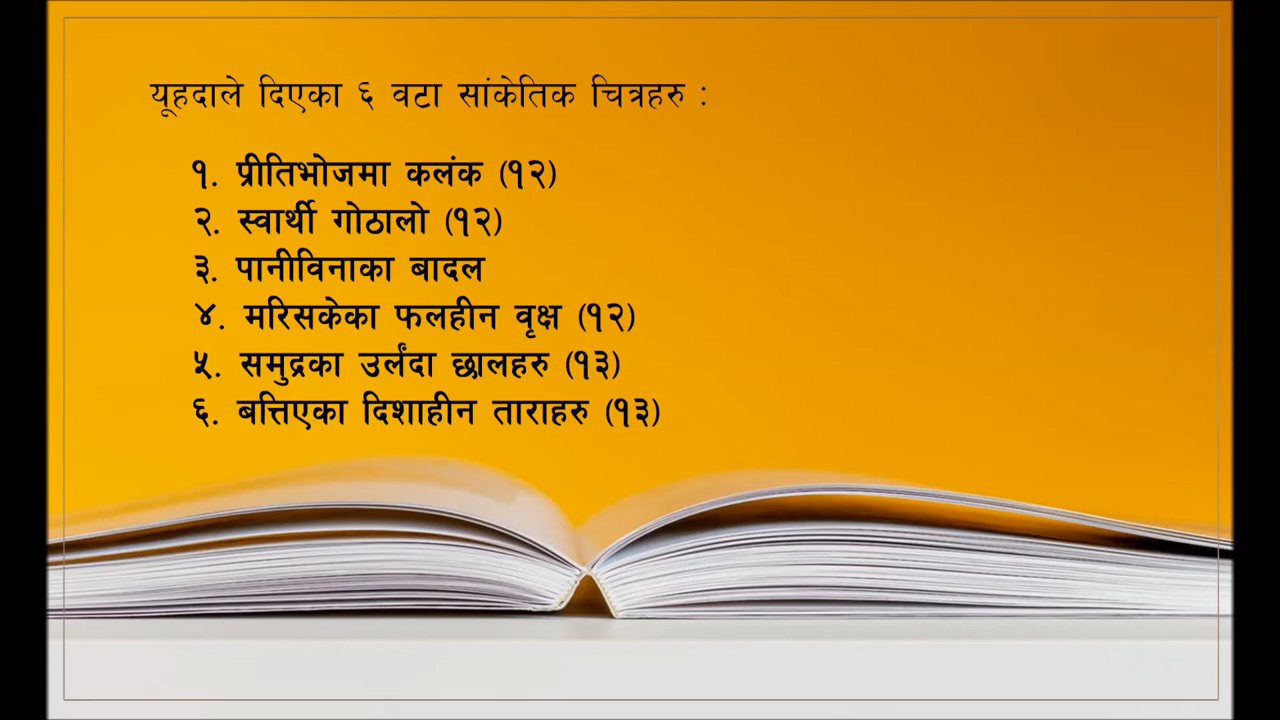 यूहदाले दिएका ६ वटा सांकेतिक चित्रहरु :
१. प्रीतिभोजमा कलंक (१२)
२. स्वार्थी गोठालो (१२)
३. पानीविनाका बादल
४. मरिसकेका फलहीन वृक्ष (१२)
५. समुद्रका उर्लंदा छालहरु (१३)
६. बत्तिएका दिशाहीन ताराहरु (१३)